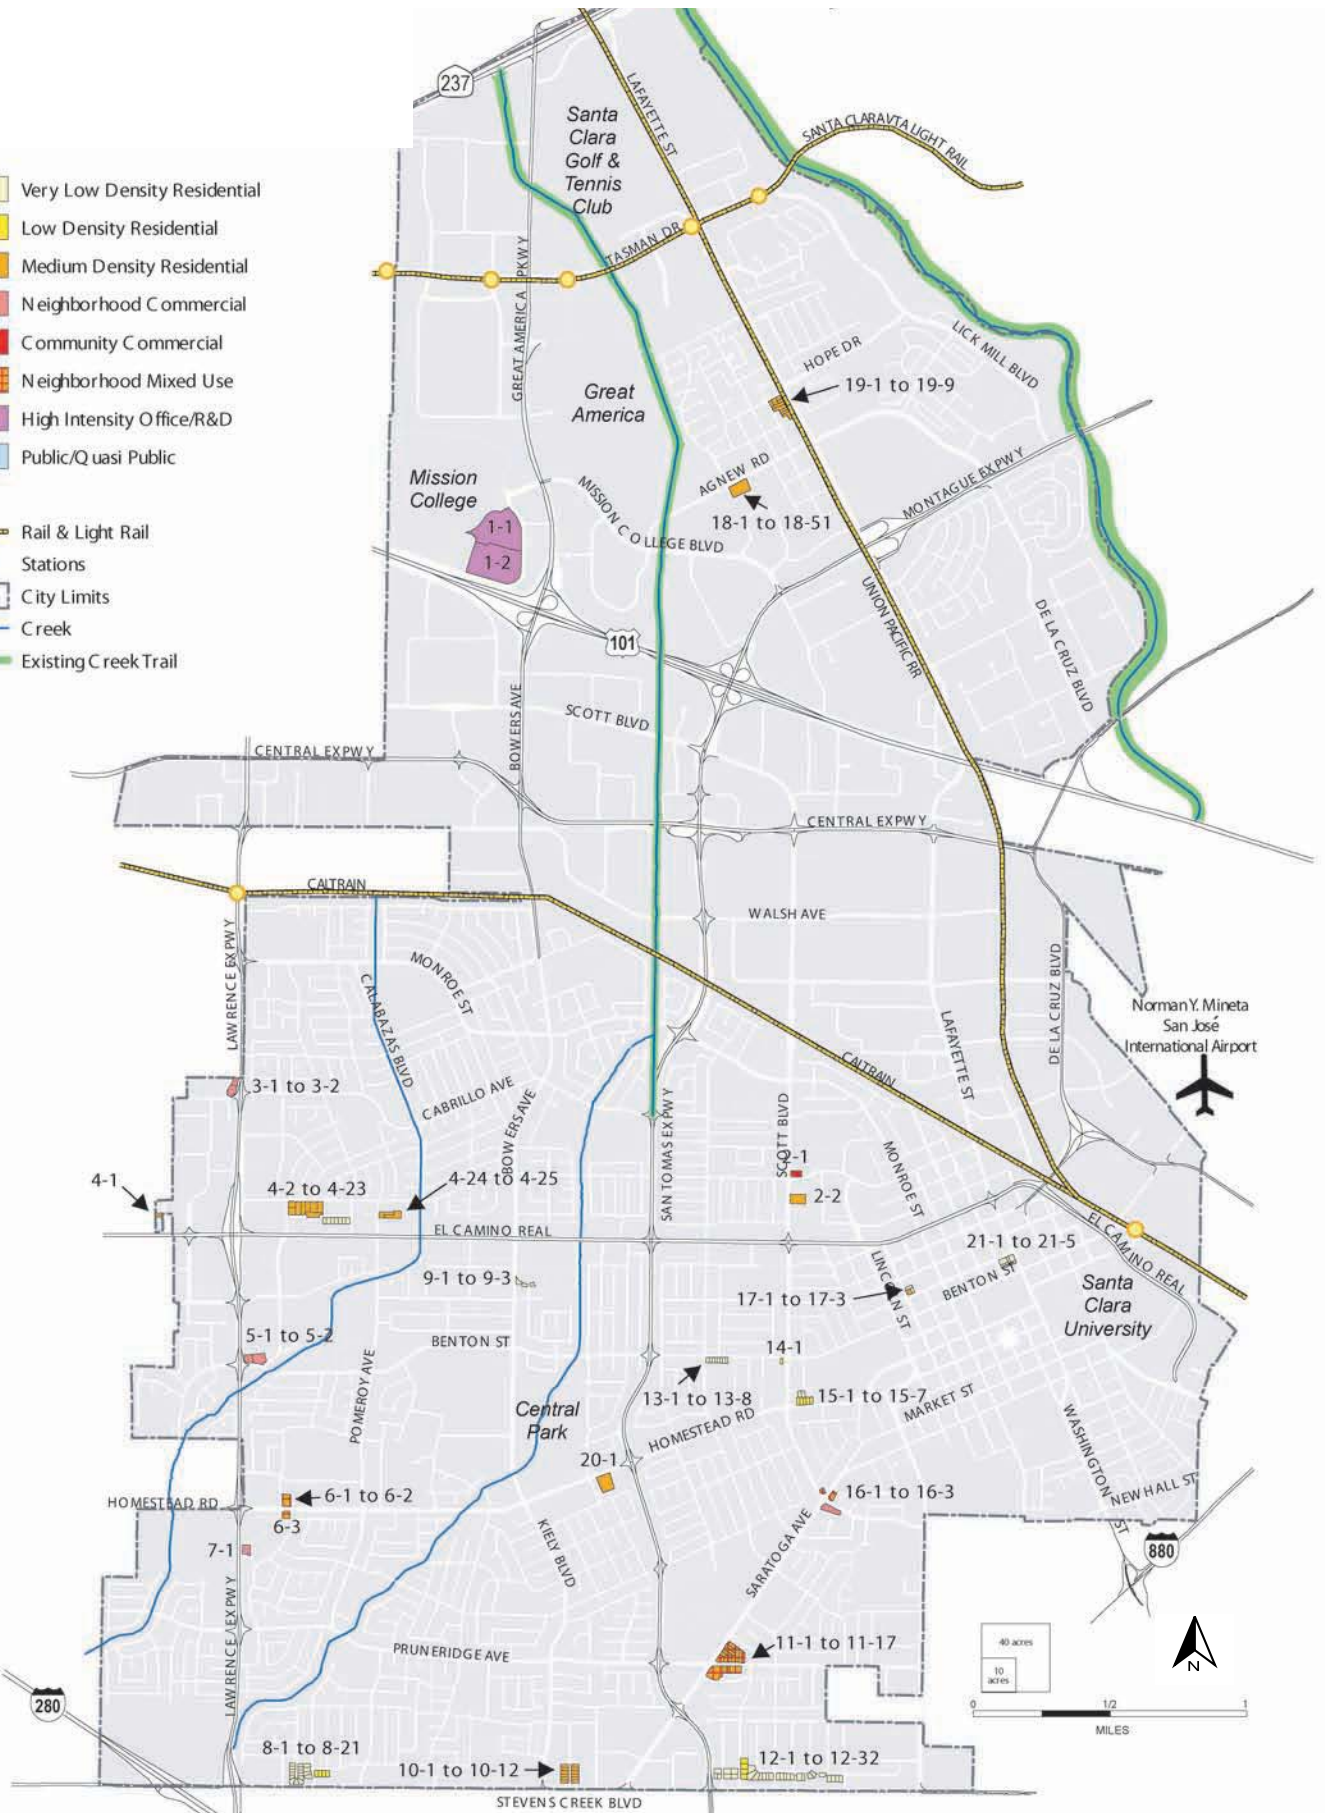 237
Santa
Clara
Golf &
Tennis
Club
LAFAYETTE ST
SANTA CLARA VTA LIGHT RAIL
Very Low Density Residential
Low Density Residential
Medium Density Residential
Neighborhood Commercial
Community Commercial
Neighborhood Mixed Use
High Intensity Office/R&D
Public/Quasi Public
Rail & Light Rail
Stations
City Limits
Creek
Existing Creek Trail
TASMAN DR
GREAT AMERICA PKWY
LICK MILL BLVD
HOPE DR
19-1 to 19-9
Great
America
AGNEW RD
MONTAGUE EXPWY
Mission
College
MISSION COLLEGE BLVD
18-1 to 18-51
1-1
1-2
UNION PACIFIC RR
DE LA CRUZ BLVD
101
BOWERS AVE
SCOTT BLVD
CENTRAL EXPWY
CENTRAL EXPWY
CALTRAIN
WALSH AVE
LAWRENCE EXPWY
MONROE ST
CALABAZAS BLVD
DE LA CRUZ BLVD
Norman Y. Mineta
San José
International Airport
LAFAYETTE ST
CALTRAIN
3-1 to 3-2
CABRILLO AVE
BOWERS AVE
SAN TOMAS EXPWY
SCOTT BLVD
MONROE ST
2-1
2-2
4-1
4-2 to 4-23
4-24 to 4-25
EL CAMINO REAL
EL CAMINO REAL
21-1 to 21-5
9-1 to 9-3
17-1 to 17-3
LINCOLN ST
BENTON ST
Santa
Clara
University
5-1 to 5-2
BENTON ST
14-1
POMEROY AVE
13-1 to 13-8
15-1 to 15-7
MARKET ST
Central
Park
HOMESTEAD RD
WASHINGTON ST
20-1
6-1 to 6-2
HOMESTEAD RD
6-3
16-1 to 16-3
NEWHALL ST
7-1
KIELY BLVD
SARATOGA AVE
880
LAWRENCE EXPWY
PRUNERIDGE AVE
11-1 to 11-17
40 acres
10
acres
N
0
1/2
1
MILES
280
8-1 to 8-21
10-1 to 10-12
12-1 to 12-32
STEVENS CREEK BLVD